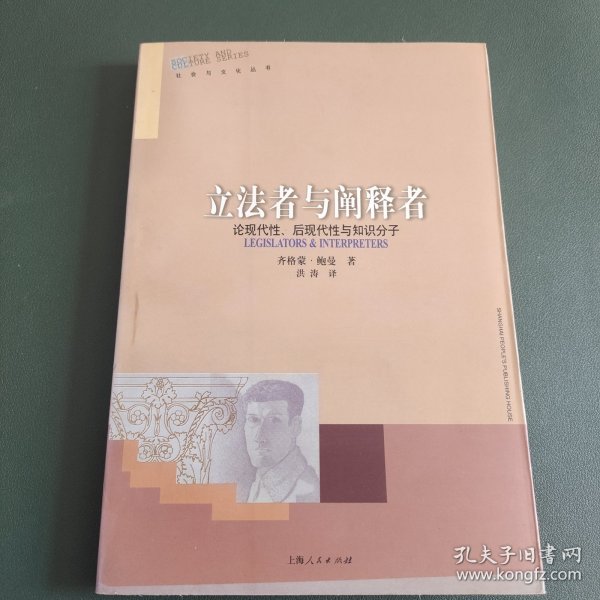 SOCIETY AND
CULTURE SERIES
社会与文化丛书
立法者与阐释者
论现代性、后现代性与知识分子
LEGISLATORS & INTERPRETERS
齐格蒙·鲍曼 著
洪涛 译
SHANGHAI PEOPLE'S PUBLISHING HOUSE
上海人民出版社
孔夫子旧书网
www.kongfz.com